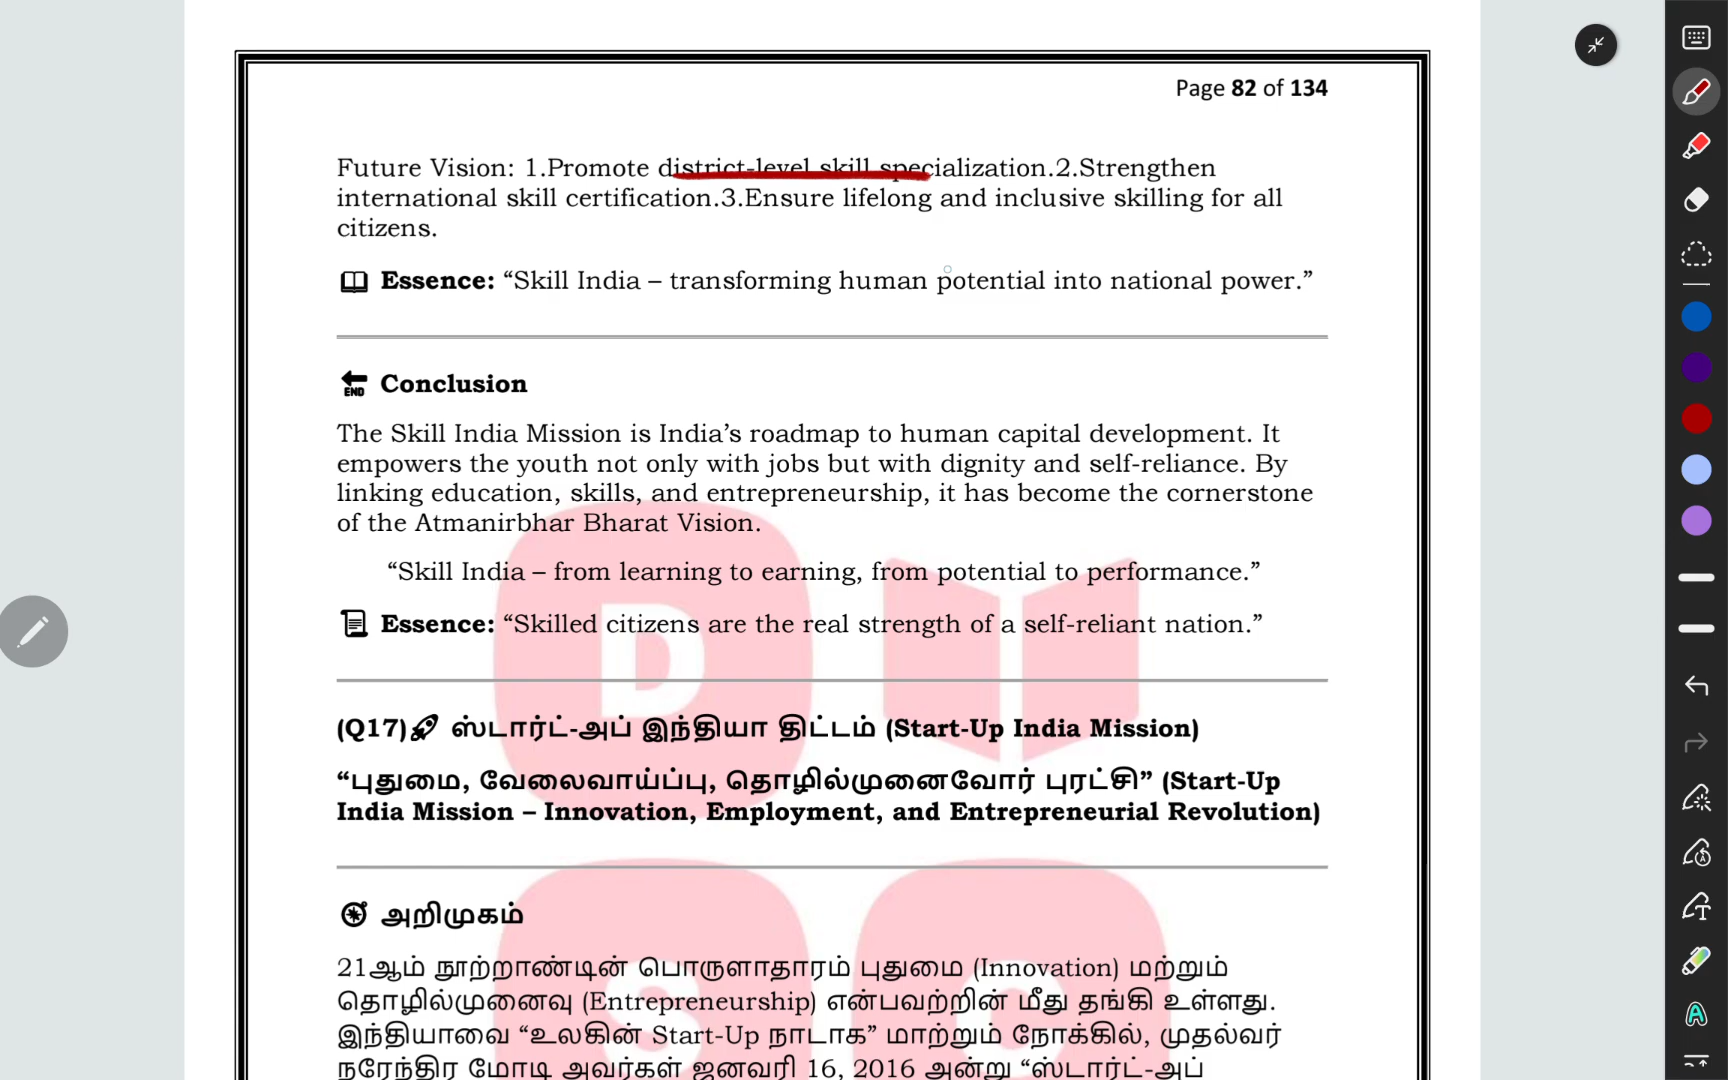 Page 82 of 134
Future Vision: 1.Promote district-level skill specialization.2.Strengthen
international skill certification.3.Ensure lifelong and inclusive skilling for all
citizens.
Essence: “Skill India – transforming human potential into national power.”
END Conclusion
The Skill India Mission is India’s roadmap to human capital development. It
empowers the youth not only with jobs but with dignity and self-reliance. By
linking education, skills, and entrepreneurship, it has become the cornerstone
of the Atmanirbhar Bharat Vision.
“Skill India – from learning to earning, from potential to performance.”
Essence: “Skilled citizens are the real strength of a self-reliant nation.”
(Q17) ஸ்டார்ட்-அப் இந்தியா திட்டம் (Start-Up India Mission)
“புதுமை, வேலைவாய்ப்பு, தொழில்முனைவோர் புரட்சி” (Start-Up
India Mission – Innovation, Employment, and Entrepreneurial Revolution)
அறிமுகம்
21ஆம் நூற்றாண்டின் பொருளாதாரம் புதுமை (Innovation) மற்றும்
தொழில்முனைவு (Entrepreneurship) என்பவற்றின் மீது தங்கி உள்ளது.
இந்தியாவை “உலகின் Start-Up நாடாக” மாற்றும் நோக்கில், முதல்வர்
நரேந்திர மோடி அவர்கள் ஜனவரி 16, 2016 அன்று “ஸ்டார்ட்-அப்
D
S C